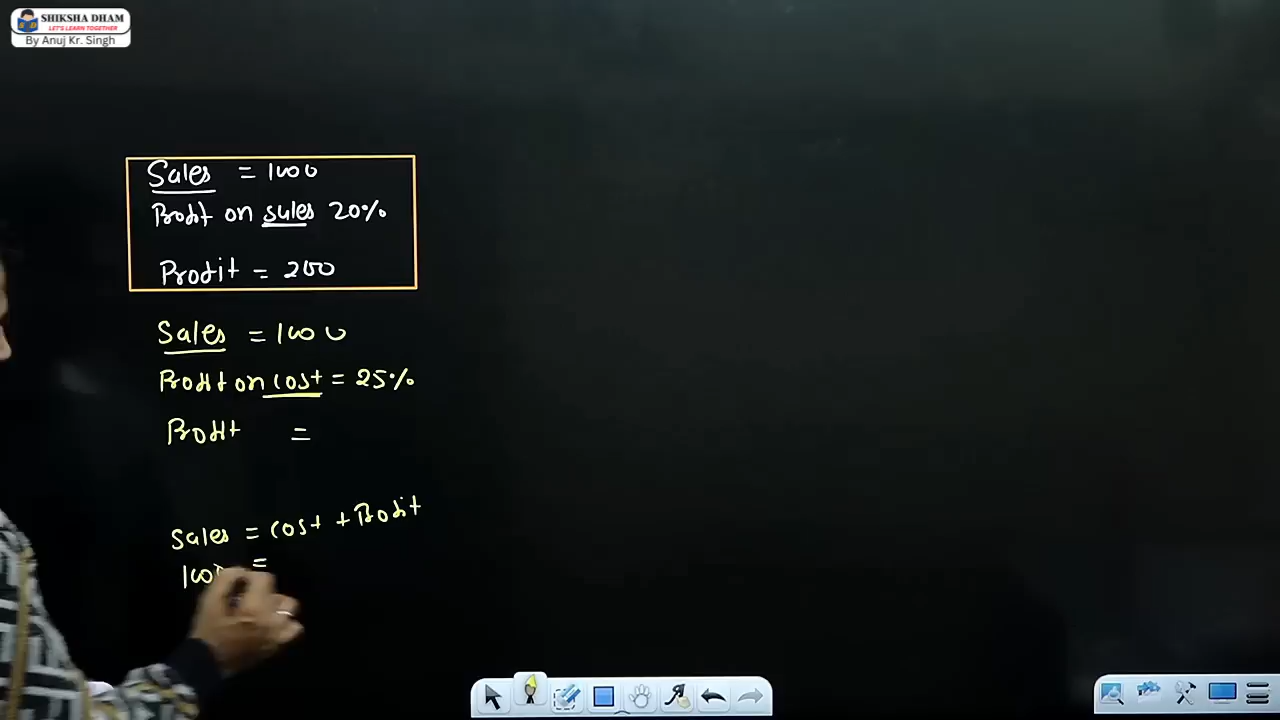 SHIKSHA DHAM
LET'S LEARN TOGETHER
By Anuj Kr. Singh
Sales = 1000
Profit on sales 20%
Profit = 200
Sales = 1000
Profit on cost = 25%
Profit =
Sales = cost + Profit
1000 =